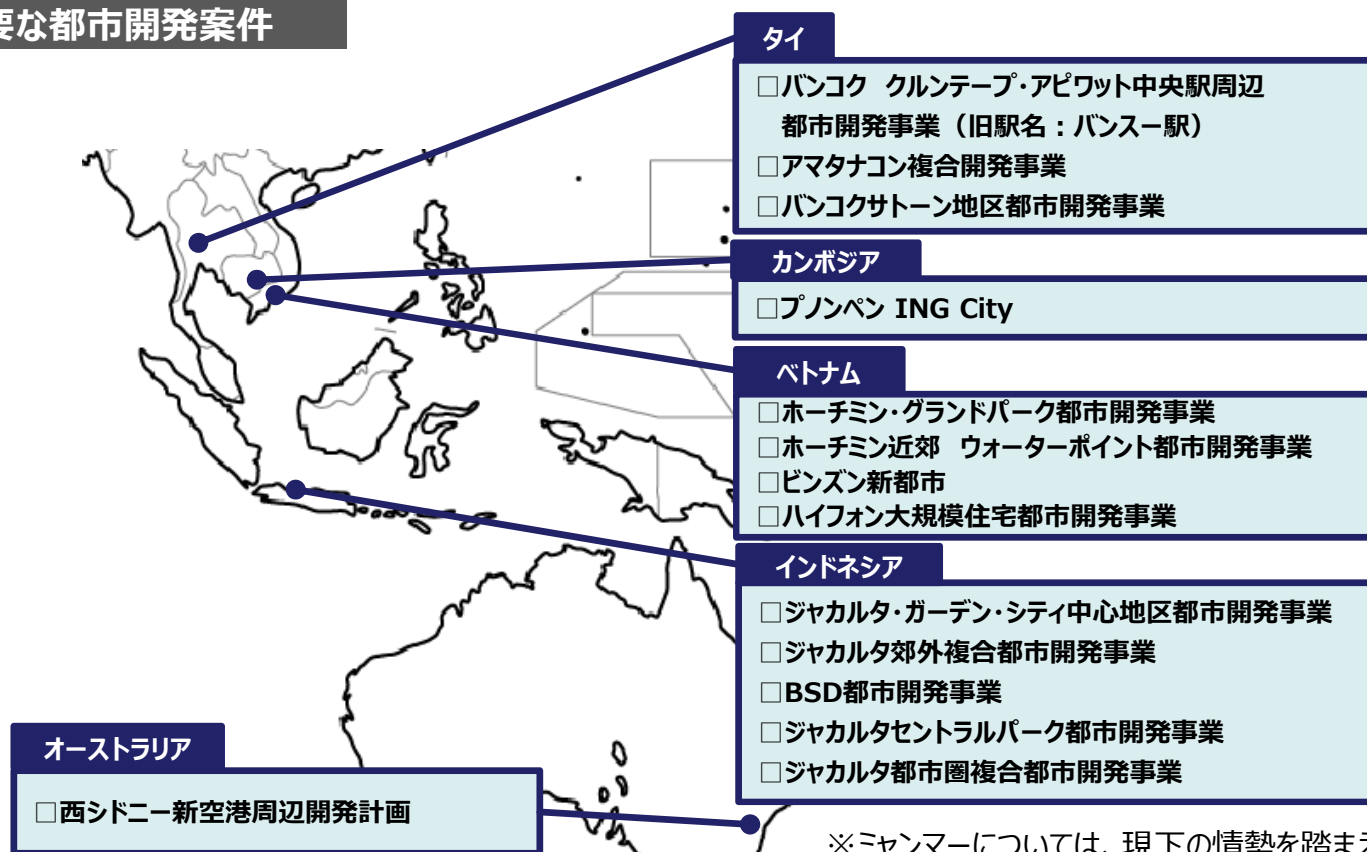 要な都市開発案件
タイ
□バンコク クルンテープ・アピワット中央駅周辺
都市開発事業（旧駅名：バンスー駅）
□アマタナコン複合開発事業
□バンコクサトーン地区都市開発事業
カンボジア
□プノンペン ING City
ベトナム
□ホーチミン・グランドパーク都市開発事業
□ホーチミン近郊 ウォーターポイント都市開発事業
□ビンズン新都市
□ハイフォン大規模住宅都市開発事業
インドネシア
□ジャカルタ・ガーデン・シティ中心地区都市開発事業
□ジャカルタ郊外複合都市開発事業
□BSD都市開発事業
□ジャカルタセントラルパーク都市開発事業
□ジャカルタ都市圏複合都市開発事業
オーストラリア
□西シドニー新空港周辺開発計画
※ミャンマーについては、現下の情勢を踏まえ